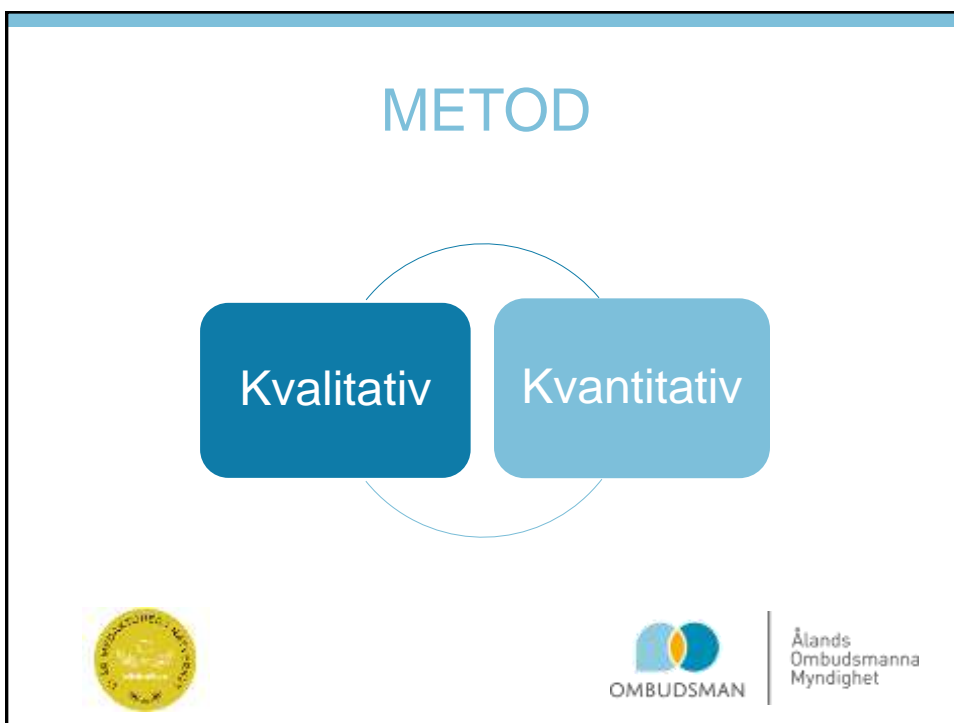 METOD
Kvalitativ
Kvantitativ
OMBUDSMAN
Ålands
Ombudsmanna
Myndighet